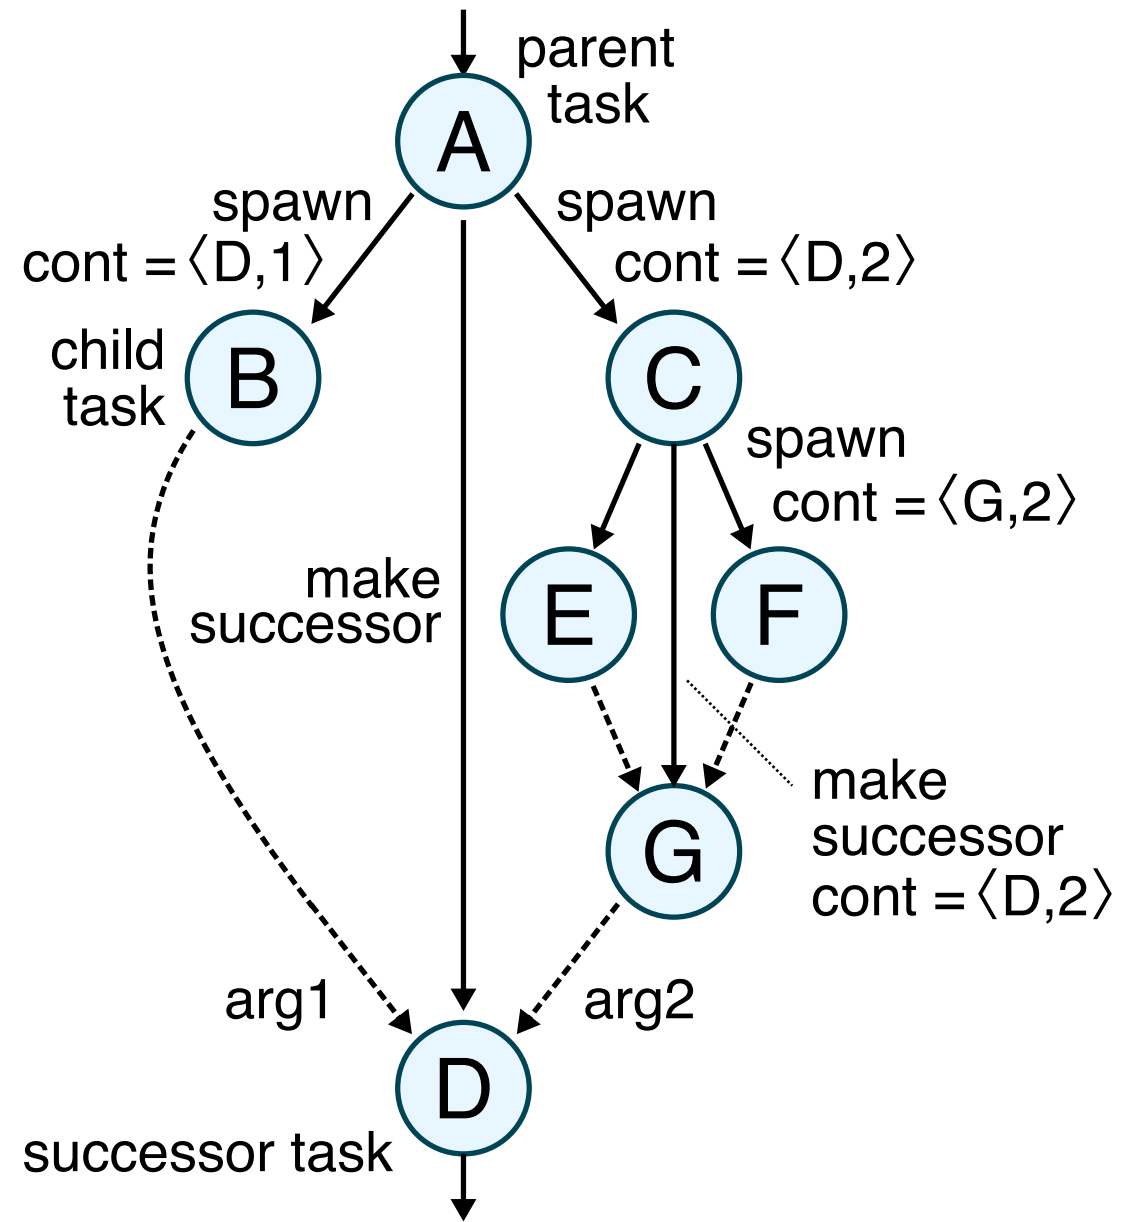 parent
task
A
spawn
cont =⟨D,1⟩
spawn
cont =⟨D,2⟩
child
task
B
C
spawn
cont =⟨G,2⟩
make
successor
E
F
make
successor
cont =⟨D,2⟩
G
arg1
arg2
D
successor task